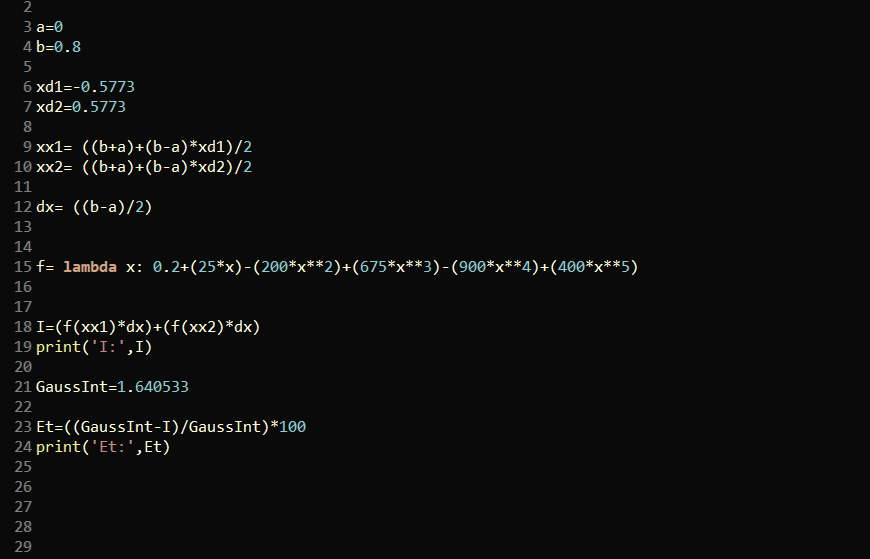 2
3 a=0
4 b=0.8
5
6 xd1=-0.5773
7 xd2=0.5773
8
9 xx1= ((b+a)+(b-a)*xd1)/2
10 xx2= ((b+a)+(b-a)*xd2)/2
11
12 dx= ((b-a)/2)
13
14
15 f= lambda x: 0.2+(25*x)-(200*x**2)+(675*x**3)-(900*x**4)+(400*x**5)
16
17
18 I=(f(xx1)*dx)+(f(xx2)*dx)
19 print('I:',I)
20
21 GaussInt=1.640533
22
23 Et=((GaussInt-I)/GaussInt)*100
24 print('Et:',Et)
25
26
27
28
29